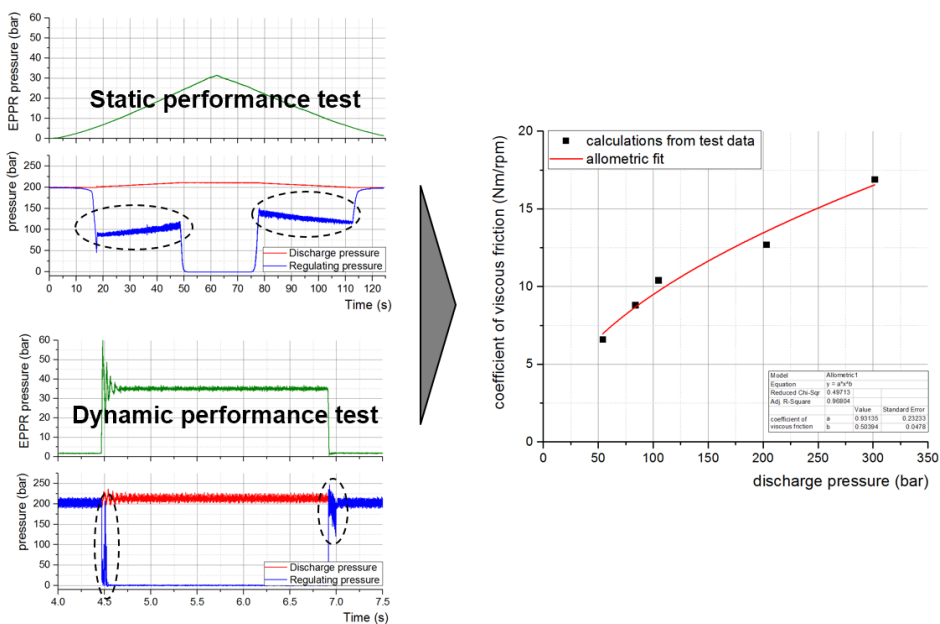 60
50
40
30
20
10
0
EPPR pressure (bar)
Static performance test
250
200
150
100
50
0
pressure (bar)
Discharge pressure
Regulating pressure
0 10 20 30 40 50 60 70 80 90 100 110 120
Time (s)
60
50
40
30
20
10
0
EPPR pressure (bar)
Dynamic performance test
250
200
150
100
50
0
pressure (bar)
Discharge pressure
Regulating pressure
4.0 4.5 5.0 5.5 6.0 6.5 7.0 7.5
Time (s)
20
15
10
5
0
coefficient of viscous friction (Nm/rpm)
calculations from test data
allometric fit
Model Allometric1
Equation y = a*x^b
Reduced Chi-Sqr 0.49713
Adj. R-Square 0.96804
Value Standard Error
coefficient of a 0.93135 0.23233
viscous friction b 0.50394 0.0478
0 50 100 150 200 250 300 350
discharge pressure (bar)